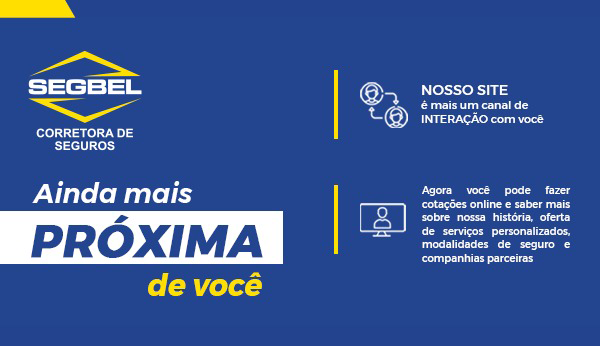 SEGBEL
CORRETORA DE
SEGUROS
Ainda mais
PRÓXIMA
de você
NOSSO SITE
é mais um canal de
INTERAÇÃO com você
Agora você pode fazer
cotações online e saber mais
sobre nossa história, oferta
de serviços personalizados,
modalidades de seguro e
companhias parceiras